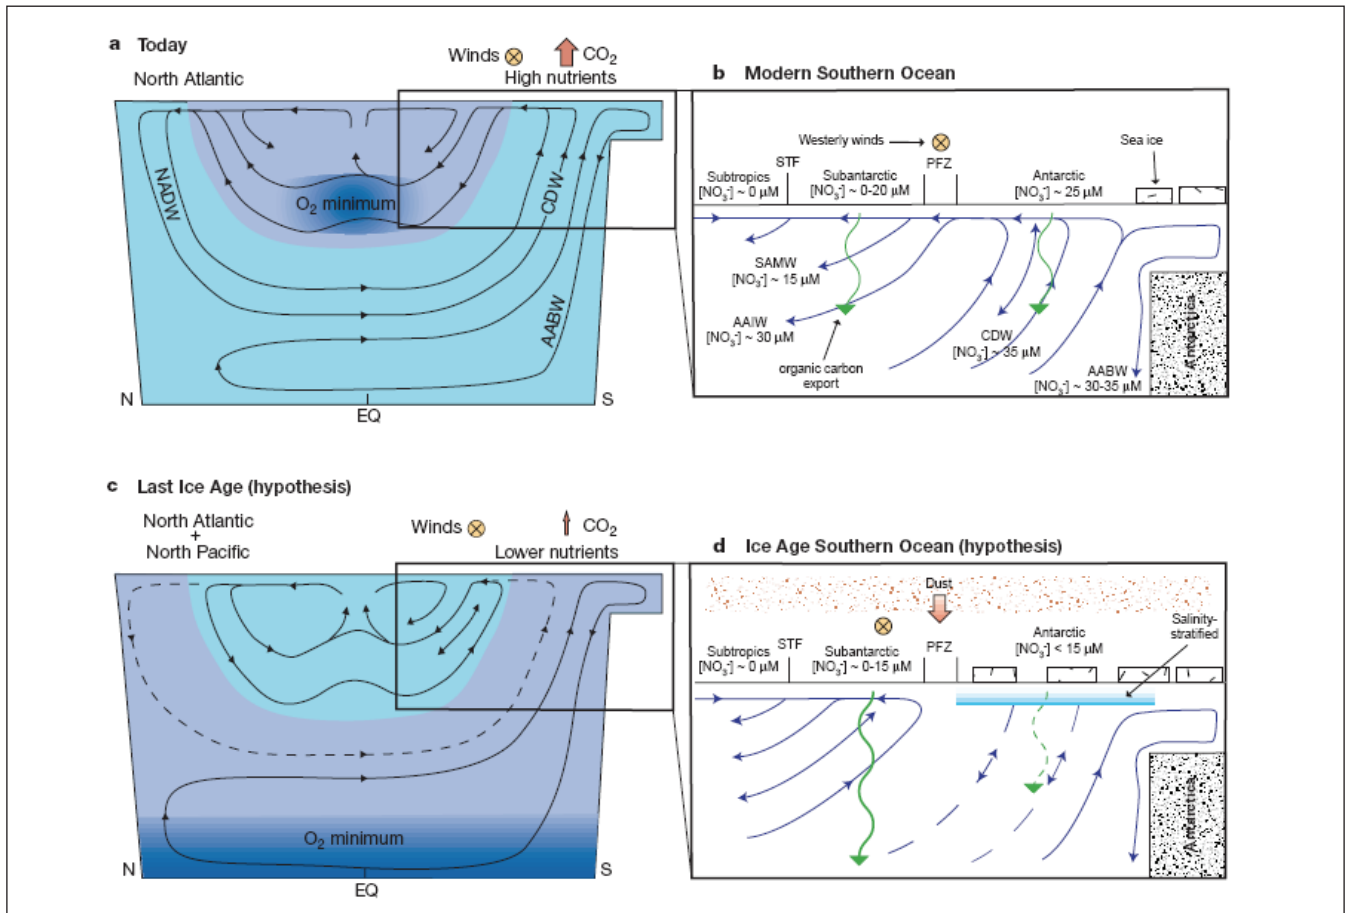 a Today
Winds
CO2
North Atlantic
High nutrients
NADW
O2 minimum
CDW
AABW
N
S
EQ
b Modern Southern Ocean
Westerly winds
Sea ice
STF
PFZ
Subtropics
[NO3-] ~ 0 μM
Subantarctic
[NO3-] ~ 0-20 μM
Antarctic
[NO3-] ~ 25 μM
SAMW
[NO3-] ~ 15 μM
AAIW
[NO3-] ~ 30 μM
CDW
[NO3-] ~ 35 μM
organic carbon
export
AABW
[NO3-] ~ 30-35 μM
Antarctica
c Last Ice Age (hypothesis)
North Atlantic
+
North Pacific
Winds
CO2
Lower nutrients
O2 minimum
N
S
EQ
d Ice Age Southern Ocean (hypothesis)
Dust
Salinity-
stratified
STF
PFZ
Subtropics
[NO3-] ~ 0 μM
Subantarctic
[NO3-] ~ 0-15 μM
Antarctic
[NO3-] < 15 μM
Antarctica